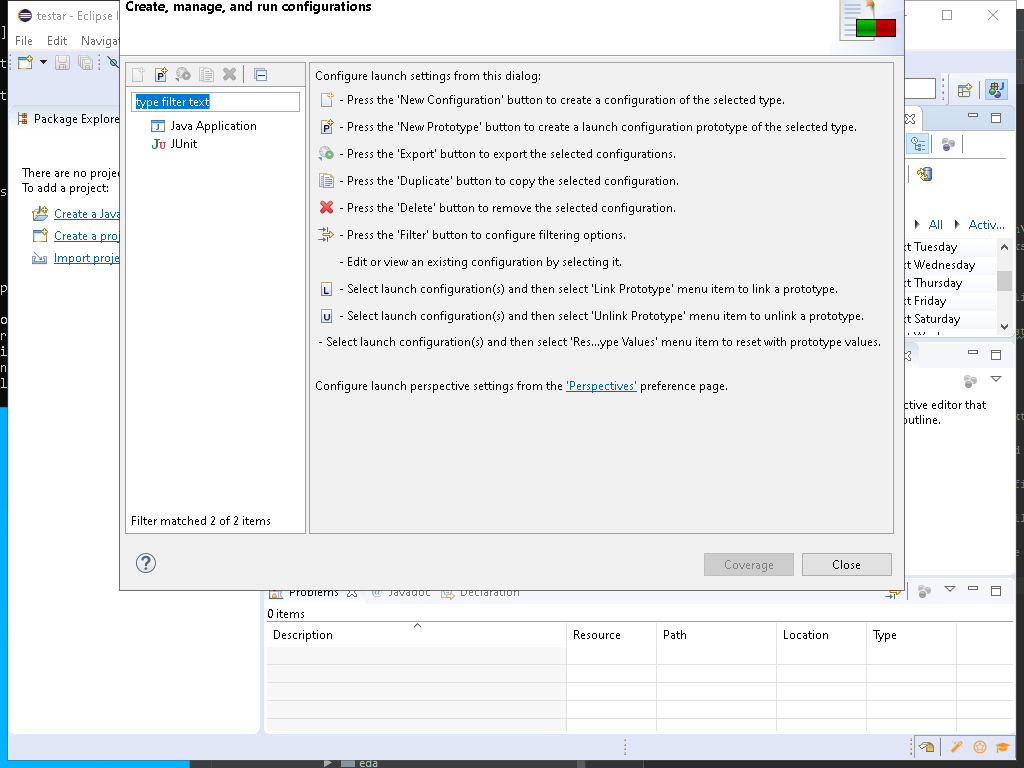 Create, manage, and run configurations
testar - Eclipse I
File Edit Navigat
type filter text
Java Application
JUnit
Filter matched 2 of 2 items
Configure launch settings from this dialog:
- Press the 'New Configuration' button to create a configuration of the selected type.
- Press the 'New Prototype' button to create a launch configuration prototype of the selected type.
- Press the 'Export' button to export the selected configurations.
- Press the 'Duplicate' button to copy the selected configuration.
- Press the 'Delete' button to remove the selected configuration.
- Press the 'Filter' button to configure filtering options.
- Edit or view an existing configuration by selecting it.
- Select launch configuration(s) and then select 'Link Prototype' menu item to link a prototype.
- Select launch configuration(s) and then select 'Unlink Prototype' menu item to unlink a prototype.
- Select launch configuration(s) and then select 'Res...ype Values' menu item to reset with prototype values.
Configure launch perspective settings from the 'Perspectives' preference page.
Coverage Close
Package Explore
There are no proje
To add a project:
Create a Java
Create a proj
Import proje
All Activ...
xt Tuesday
xt Wednesday
xt Thursday
xt Friday
xt Saturday
ctive editor that
outline.
Problems @ Javadoc Declaration
0 items
Description Resource Path Location Type
eda